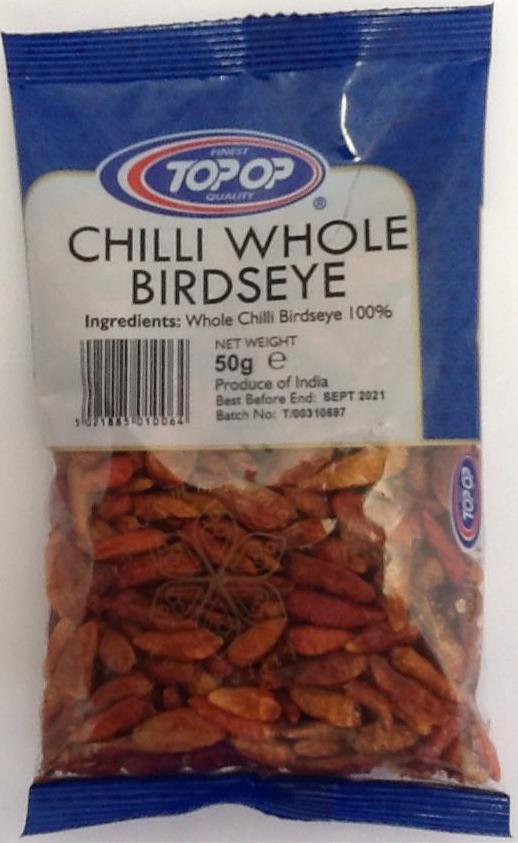 FINEST
TOPOP
QUALITY
®
CHILLI WHOLE
BIRDSEYE
Ingredients: Whole Chilli Birdseye 100%
NET WEIGHT
50g e
Produce of India
Best Before End: SEPT 2021
Batch No: T/00310697
5 021885 010064
TOPOP